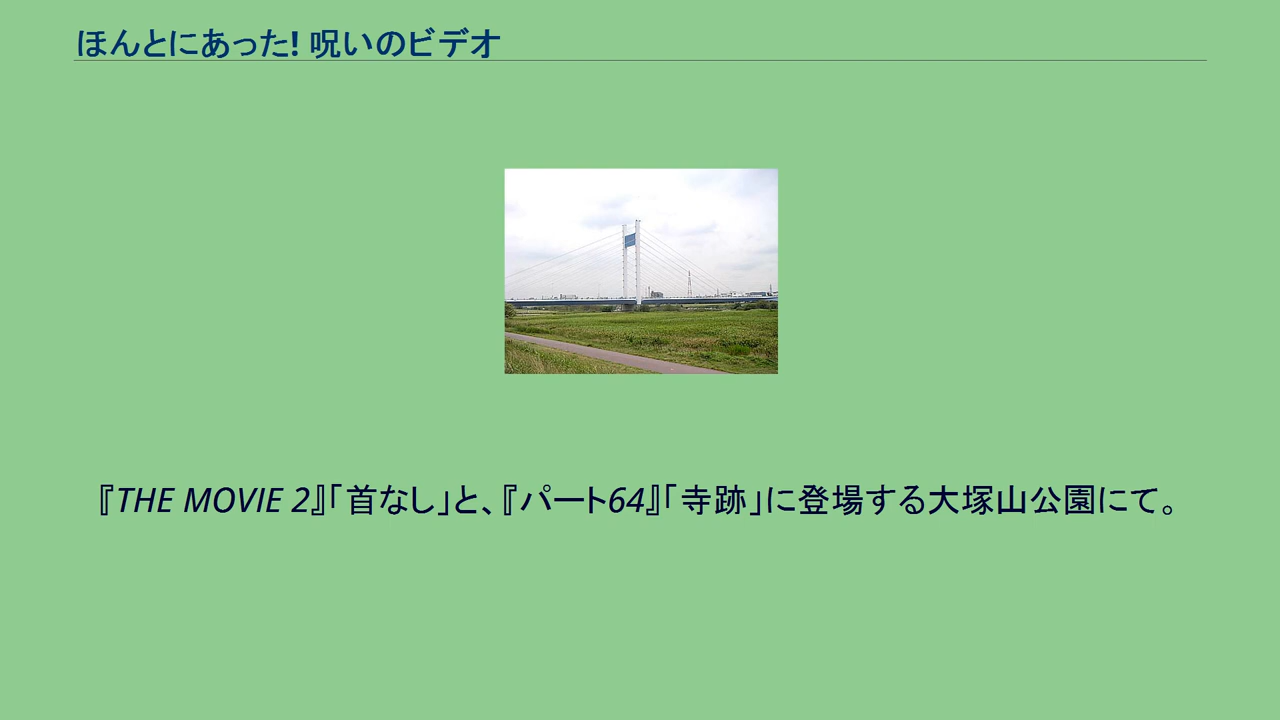 ほんとにあった! 呪いのビデオ
『THE MOVIE 2』「首なし」と、『パート64』「寺跡」に登場する大塚山公園にて。